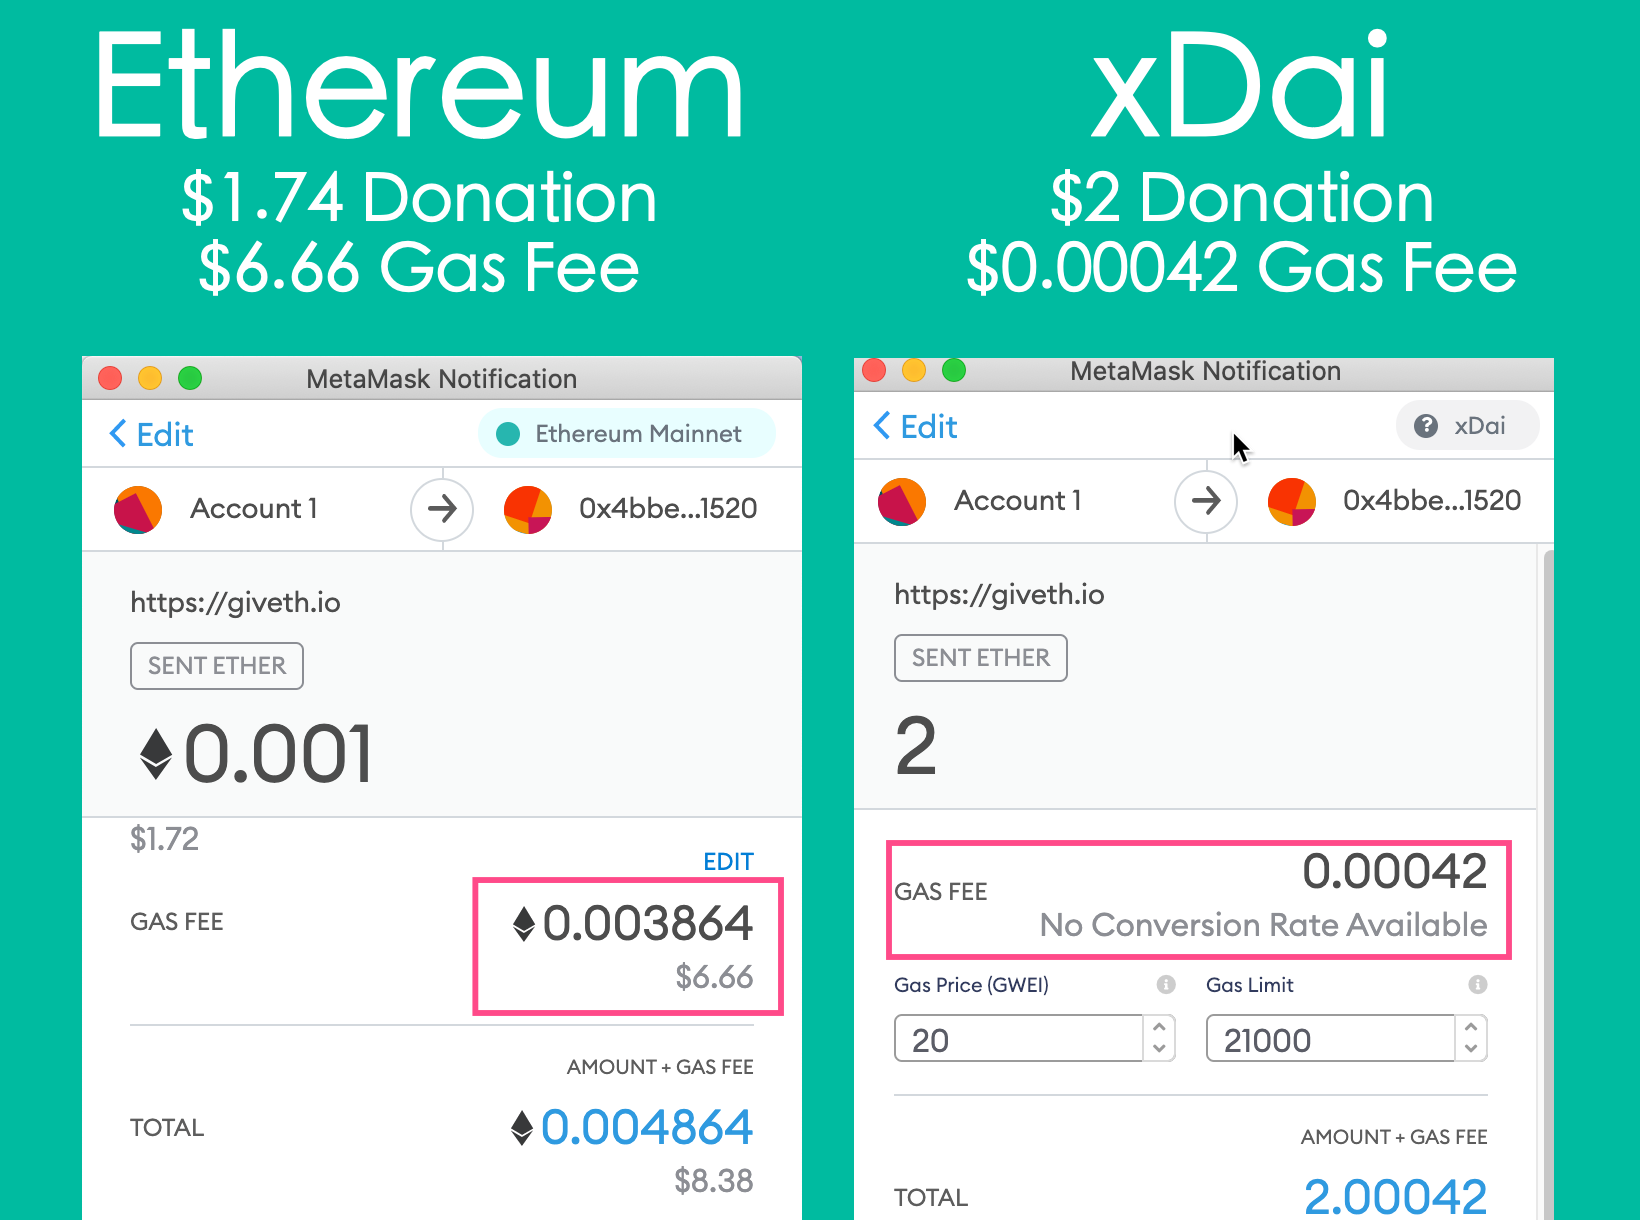 Ethereum
$1.74 Donation
$6.66 Gas Fee
MetaMask Notification
Edit
Ethereum Mainnet
Account 1
0x4bbe...1520
https://giveth.io
SENT ETHER
0.001
$1.72
EDIT
GAS FEE
0.003864
$6.66
AMOUNT + GAS FEE
TOTAL
0.004864
$8.38
xDai
$2 Donation
$0.00042 Gas Fee
MetaMask Notification
Edit
? xDai
Account 1
0x4bbe...1520
https://giveth.io
SENT ETHER
2
GAS FEE
0.00042
No Conversion Rate Available
Gas Price (GWEI)
Gas Limit
20
21000
AMOUNT + GAS FEE
TOTAL
2.00042